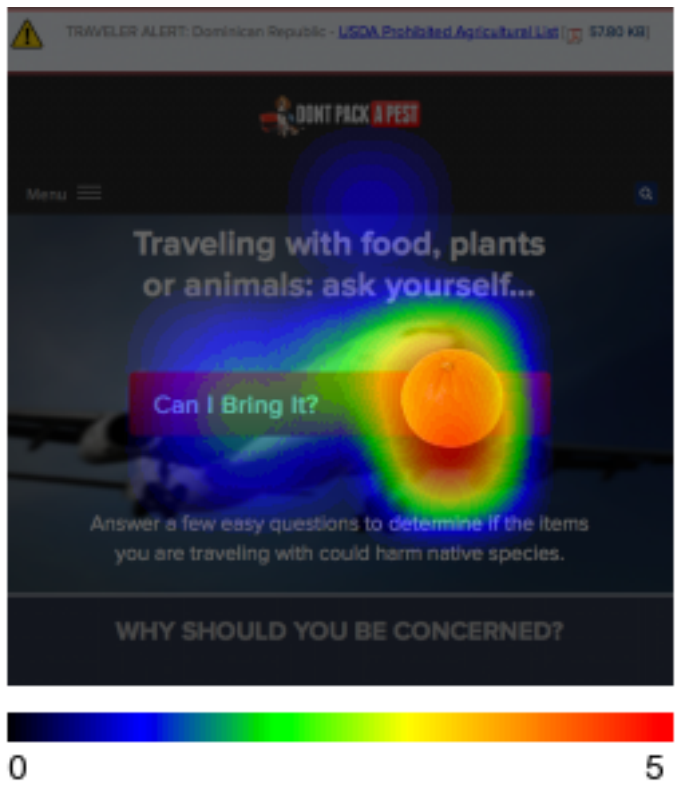 TRAVELER ALERT: Dominican Republic - USDA Prohibited Agricultural List [ 57.80 KB]
DONT PACK A PEST
Menu
Traveling with food, plants
or animals: ask yourself...
Can I Bring It?
Answer a few easy questions to determine if the items
you are traveling with could harm native species.
WHY SHOULD YOU BE CONCERNED?
0 5